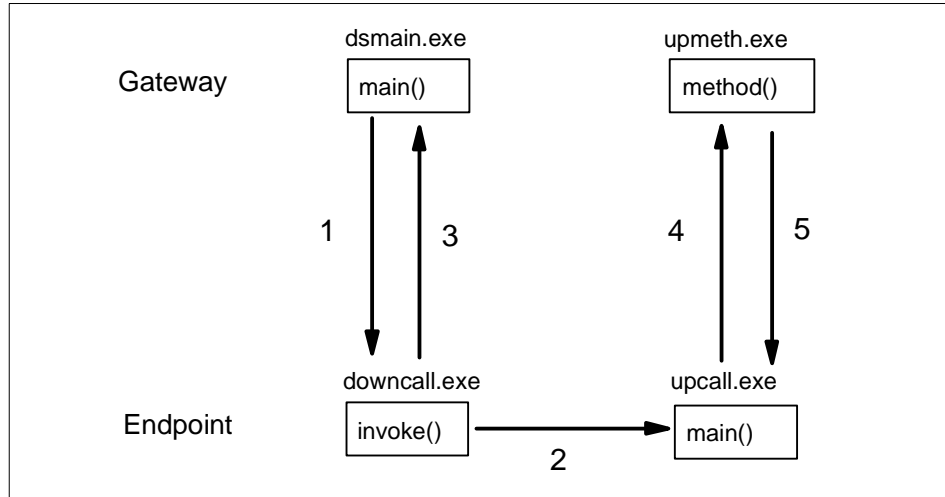 dsmain.exe
upmeth.exe
Gateway
main()
method()
1
3
4
5
downcall.exe
upcall.exe
Endpoint
invoke()
main()
2